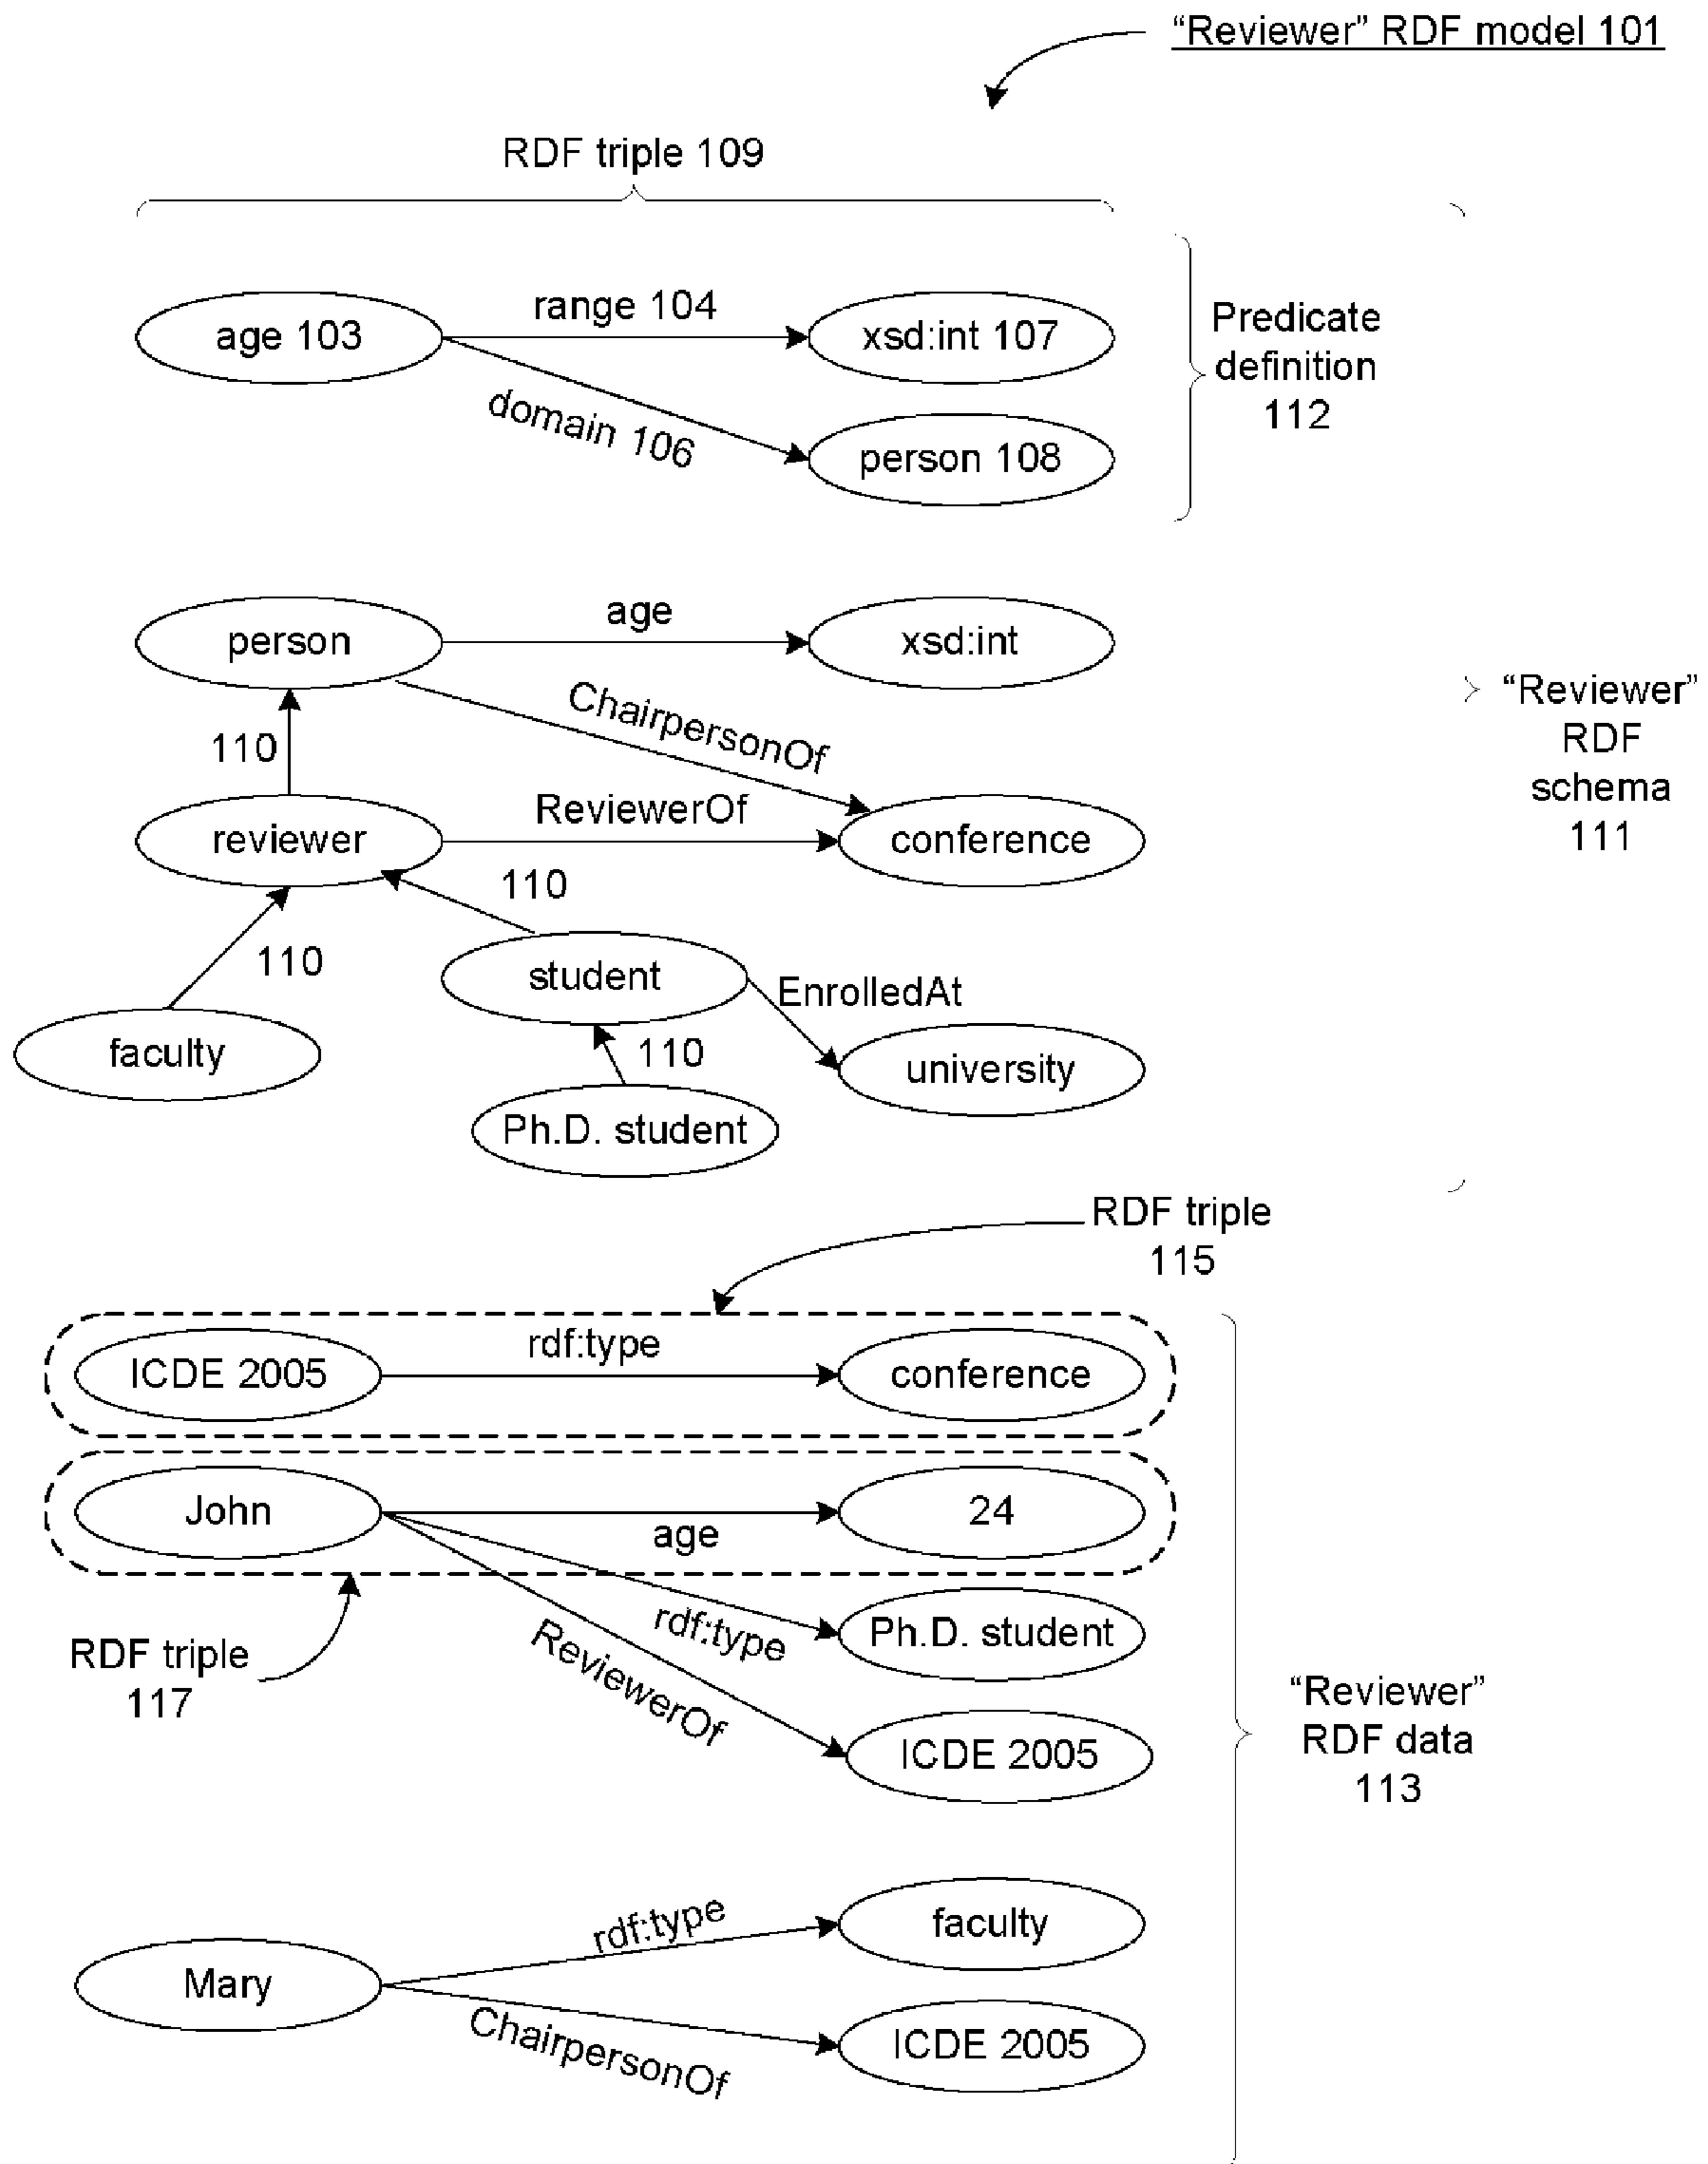 “Reviewer” RDF model 101
RDF triple 109
age 103
range 104
xsd:int 107
domain 106
person 108
Predicate
definition
112
person
age
xsd:int
ChairpersonOf
110
reviewer
ReviewerOf
conference
“Reviewer”
RDF
schema
111
110
110
student
EnrolledAt
faculty
110
university
Ph.D. student
RDF triple
115
ICDE 2005
rdf:type
conference
John
age
24
rdf:type
Ph.D. student
ReviewerOf
ICDE 2005
RDF triple
117
“Reviewer”
RDF data
113
Mary
rdf:type
faculty
ChairpersonOf
ICDE 2005